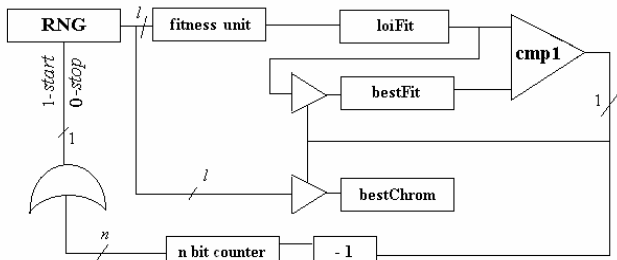 RNG
l
fitness unit
loiFit
cmp1
1-start
0-stop
bestFit
1
1
l
bestChrom
n
n bit counter
- 1